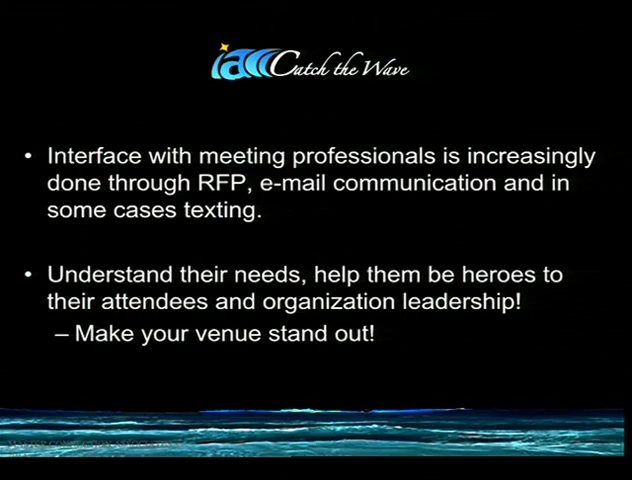 iacc Catch the Wave
• Interface with meeting professionals is increasingly
done through RFP, e-mail communication and in
some cases texting.
• Understand their needs, help them be heroes to
their attendees and organization leadership!
– Make your venue stand out!